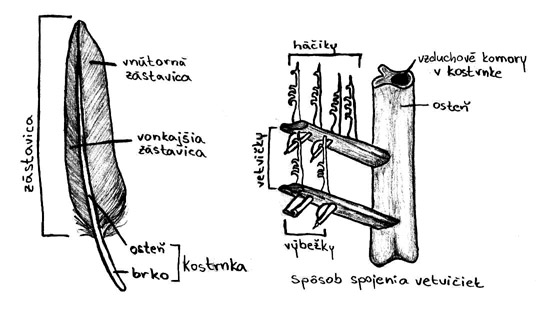 zástavica
vnútorná
zástavica
vonkajšia
zástavica
osteň
brko
kostrnka
háčiky
vzduchové komory
v kostrnke
osteň
vetvičky
výbežky
Spôsob spojenia vetvičiek